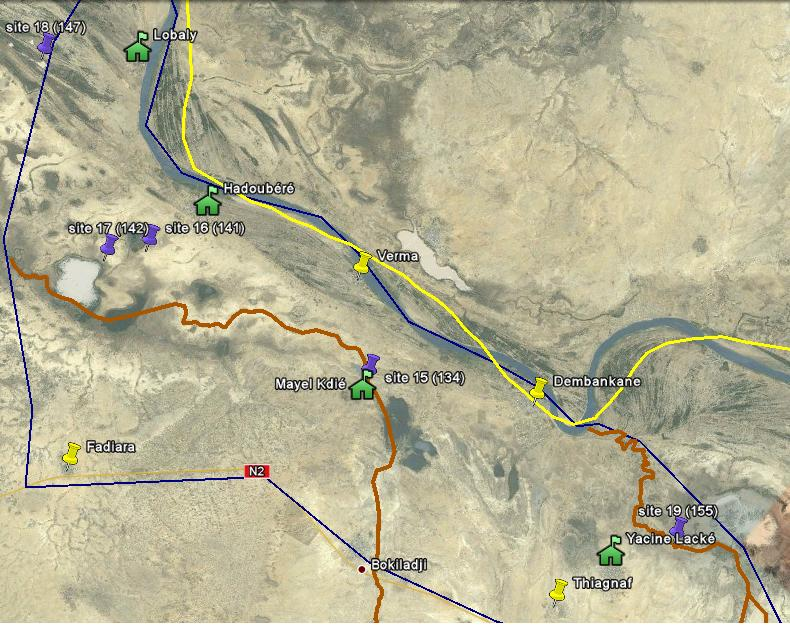 site 18 (147)
Lobaly
Hadoubéré
site 17 (142)
site 16 (141)
Verma
Mayel Kdié
site 15 (134)
Dembankane
Fadiara
N2
site 19 (155)
Yacine Lacké
Bokiladji
Thiagnaf